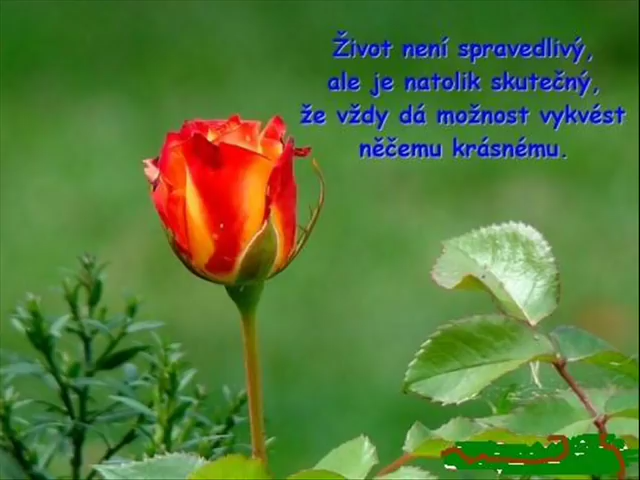 Život není spravedlivý,
ale je natolik skutečný,
že vždy dá možnost vykvést
něčemu krásnému.